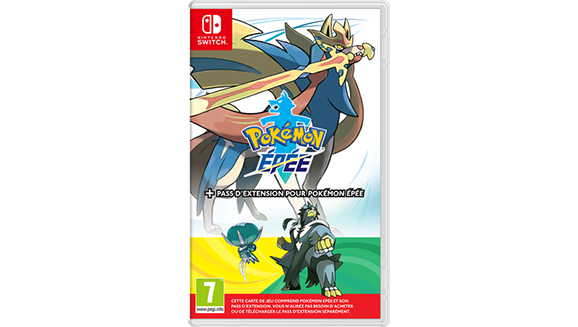 NINTENDO
SWITCH™
POKÉMON
ÉPÉE
+ PASS D'EXTENSION POUR POKÉMON ÉPÉE
7
www.pegi.info
CETTE CARTE DE JEU COMPREND POKÉMON ÉPÉE ET SON
PASS D'EXTENSION, VOUS N'AUREZ PAS BESOIN D'ACHETER
OU DE TÉLÉCHARGER LE PASS D'EXTENSION SÉPARÉMENT.